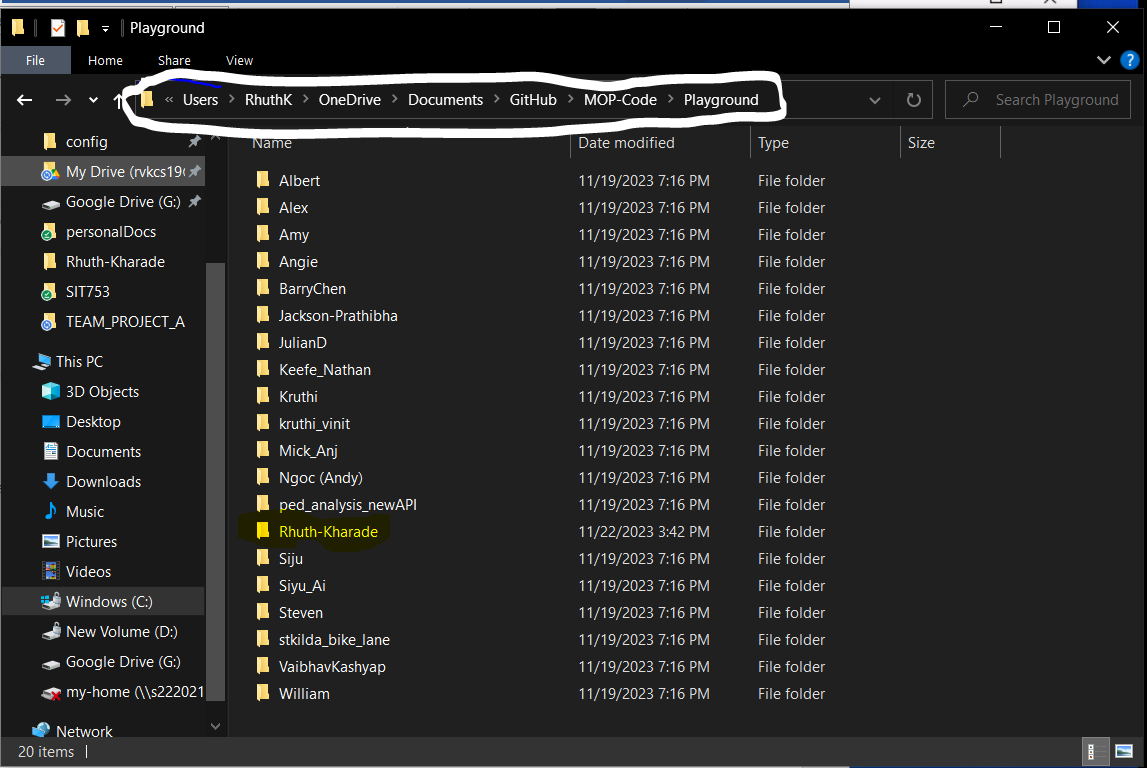 Playground
File Home Share View
« Users > RhuthK > OneDrive > Documents > GitHub > MOP-Code > Playground
Search Playground
config
My Drive (rvkcs19
Google Drive (G:)
personalDocs
Rhuth-Kharade
SIT753
TEAM_PROJECT_A
This PC
3D Objects
Desktop
Documents
Downloads
Music
Pictures
Videos
Windows (C:)
New Volume (D:)
Google Drive (G:)
my-home (\\s222021
Network
Name Date modified Type Size
Albert 11/19/2023 7:16 PM File folder
Alex 11/19/2023 7:16 PM File folder
Amy 11/19/2023 7:16 PM File folder
Angie 11/19/2023 7:16 PM File folder
BarryChen 11/19/2023 7:16 PM File folder
Jackson-Prathibha 11/19/2023 7:16 PM File folder
JulianD 11/19/2023 7:16 PM File folder
Keefe_Nathan 11/19/2023 7:16 PM File folder
Kruthi 11/19/2023 7:16 PM File folder
kruthi_vinit 11/19/2023 7:16 PM File folder
Mick_Anj 11/19/2023 7:16 PM File folder
Ngoc (Andy) 11/19/2023 7:16 PM File folder
ped_analysis_newAPI 11/19/2023 7:16 PM File folder
Rhuth-Kharade 11/22/2023 3:42 PM File folder
Siju 11/19/2023 7:16 PM File folder
Siyu_Ai 11/19/2023 7:16 PM File folder
Steven 11/19/2023 7:16 PM File folder
stkilda_bike_lane 11/19/2023 7:16 PM File folder
VaibhavKashyap 11/19/2023 7:16 PM File folder
William 11/19/2023 7:16 PM File folder
20 items